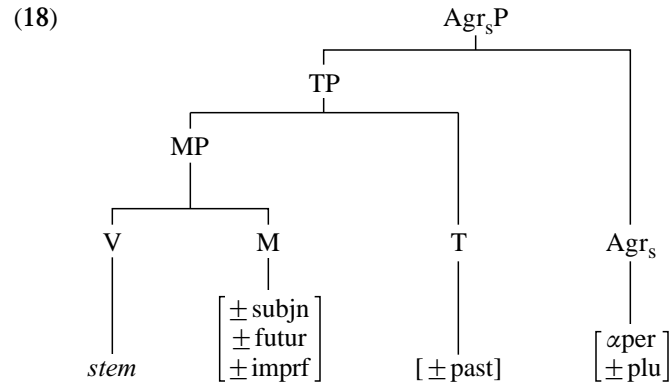 (18) AgrₛP
TP
MP
V M T Agrₛ
[± subjn
± futur
± imprf]
[αper
± plu]
stem [± past]